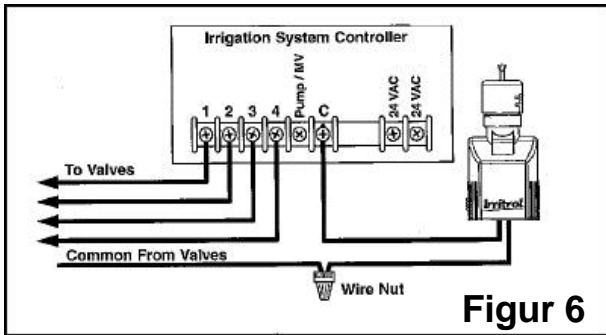 Irrigation System Controller
1 2 3 4 Pump / MV C 24 VAC 24 VAC
To Valves
Irritrol
Common From Valves
Wire Nut
Figur 6